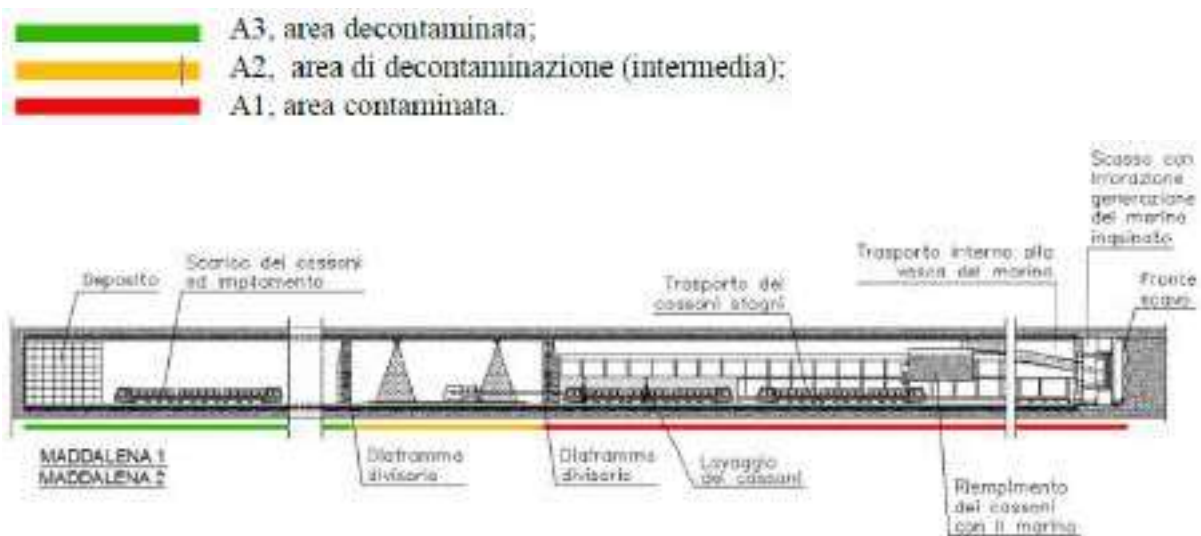 A3, area decontaminata;
A2, area di decontaminazione (intermedia);
A1, area contaminata.
Scasso con
irrorazione
generazione
del marino
inquinato
Trasporto interno alla
vasca del marino
Fronte
scavo
Scarico dei cassoni
ed impilamento
Deposito
Trasporto dei
cassoni stagni
MADDALENA 1
MADDALENA 2
Diaframma
divisorio
Diaframma
divisorio
Lavaggio
dei cassoni
Riempimento
dei cassoni
con il marino